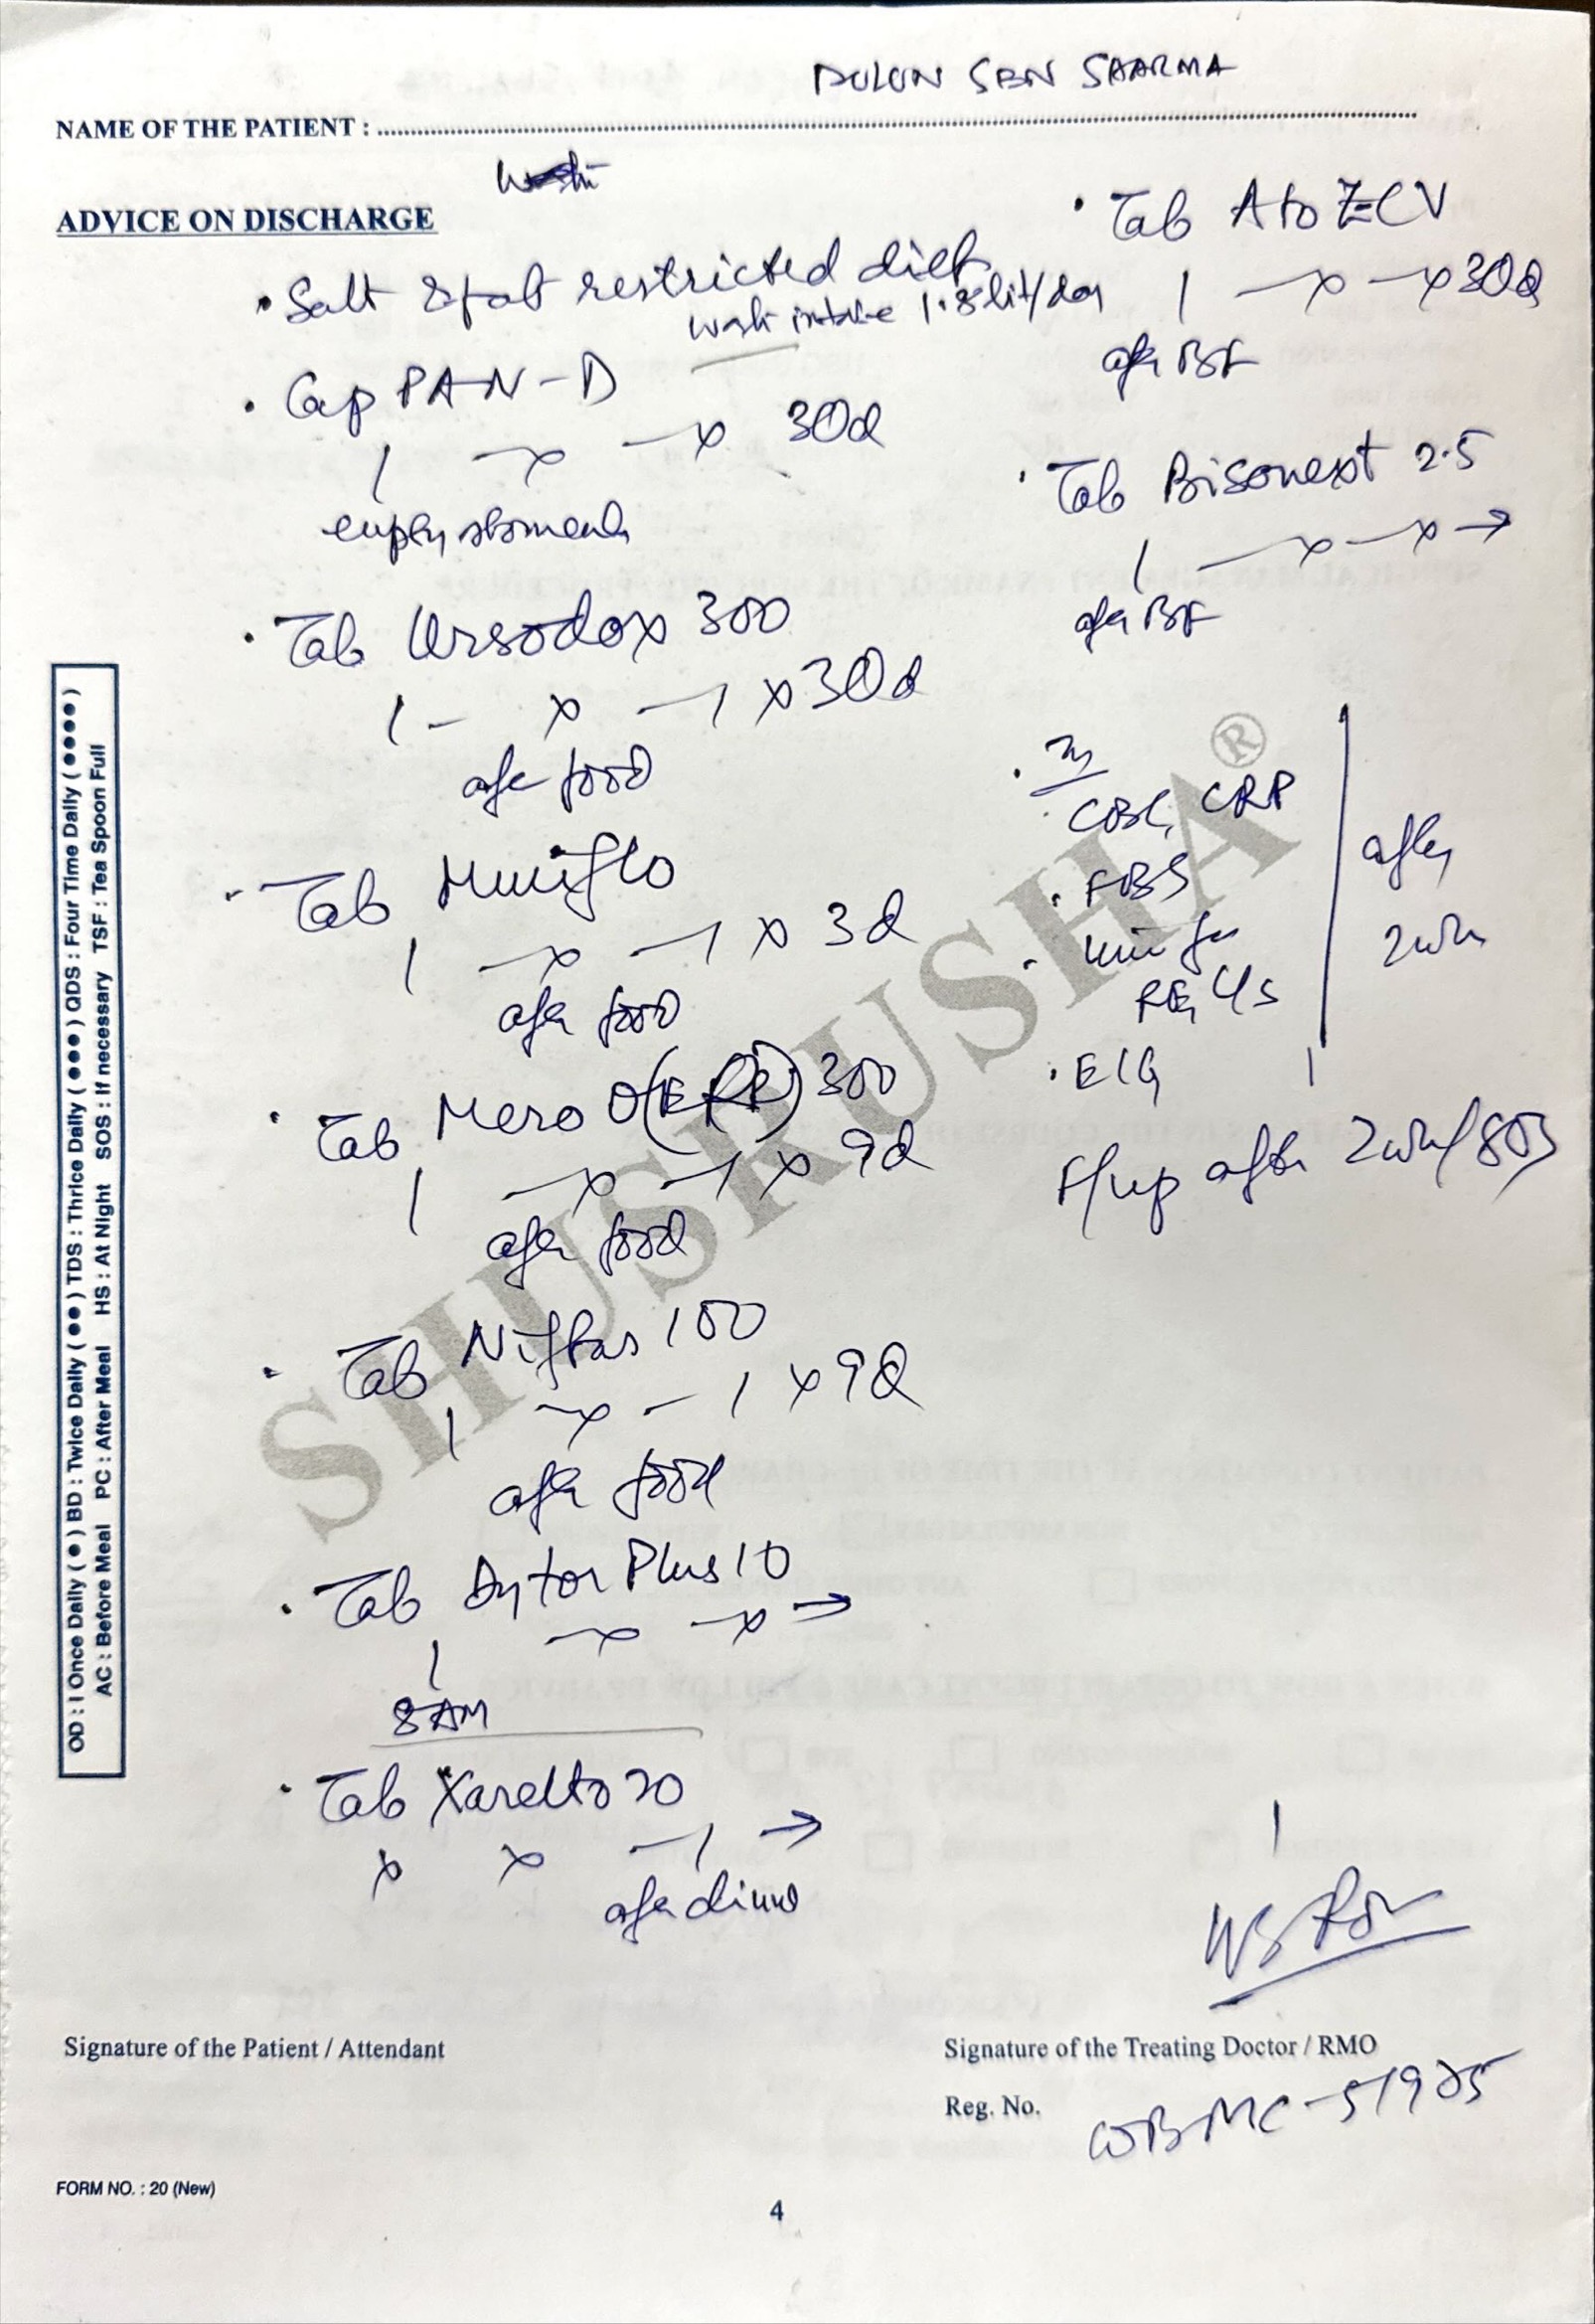 DULUN SEN SHARMA
NAME OF THE PATIENT :
ADVICE ON DISCHARGE
• Salt & fat restricted diet
intake 1.8 lit/day
• Cap PAN-D
1 — x — x 30d
empty stomach
• Tab Ursodox 300
1 — x — 1 x 30d
after food
• Tab
1 — x — 1 x 3d
after food
• Tab Mero O (ER) 300
1 — x — 1 x 9d
after food
• Tab Niftas 100
1 — x — 1 x 9d
after food
• Tab Dytor Plus 10
1 — x — x →
8 AM
• Tab Xarelto 20
x x — 1 →
after dinner
• Tab A to Z-CV
1 — x — x 30d
after BF
• Tab Bisonext 2.5
1 — x — x →
after BF
• CBC, CRP
• FBS
• Urine for
RE, C/S
• ECG
after
2wk
F/up after 2wk/SOS
OD : I Once Daily ( ● ) BD : Twice Daily ( ●● ) TDS : Thrice Daily ( ●●● ) QDS : Four Time Daily ( ●●●●● )
AC : Before Meal PC : After Meal HS : At Night SOS : If necessary TSF : Tea Spoon Full
SHUSRUSHA®
Signature of the Patient / Attendant
Signature of the Treating Doctor / RMO
Reg. No. WBMC-51925
FORM NO. : 20 (New)
4